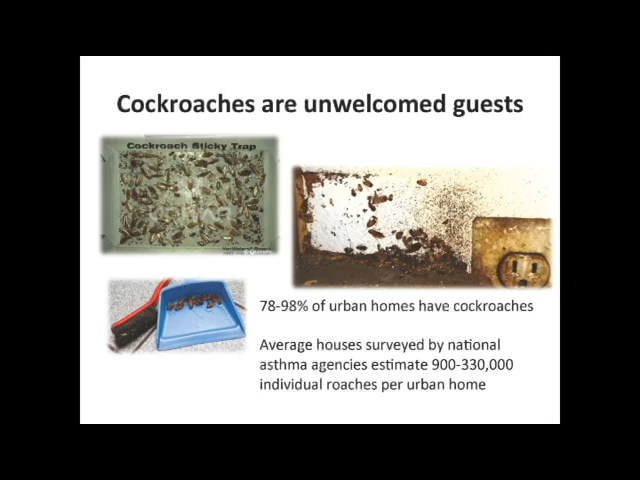 Cockroaches are unwelcomed guests
Cockroach Sticky Trap
78-98% of urban homes have cockroaches
Average houses surveyed by national
asthma agencies estimate 900-330,000
individual roaches per urban home